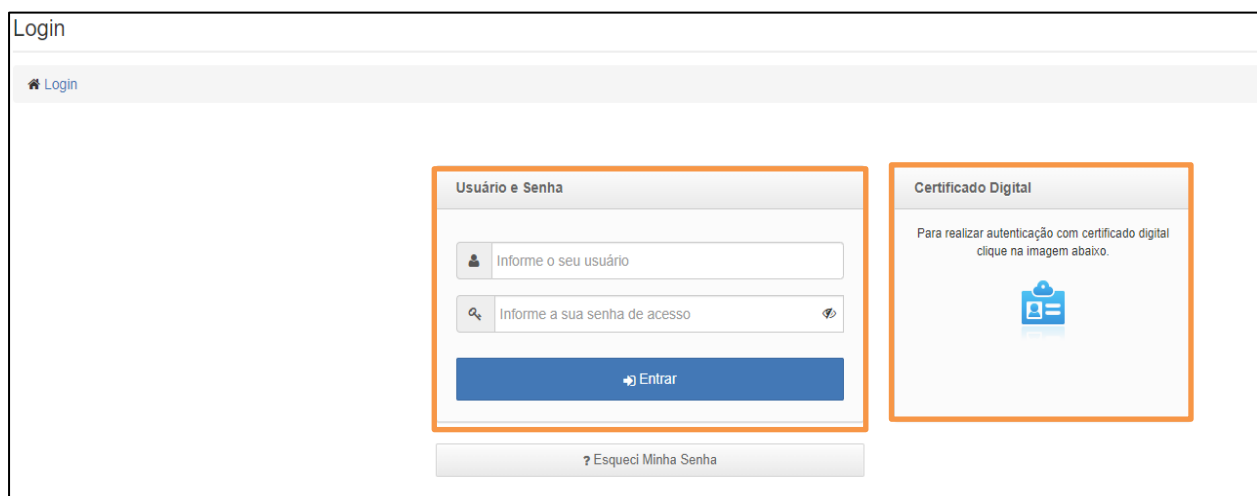 Login
Login
Usuário e Senha
Informe o seu usuário
Informe a sua senha de acesso
Entrar
? Esqueci Minha Senha
Certificado Digital
Para realizar autenticação com certificado digital
clique na imagem abaixo.